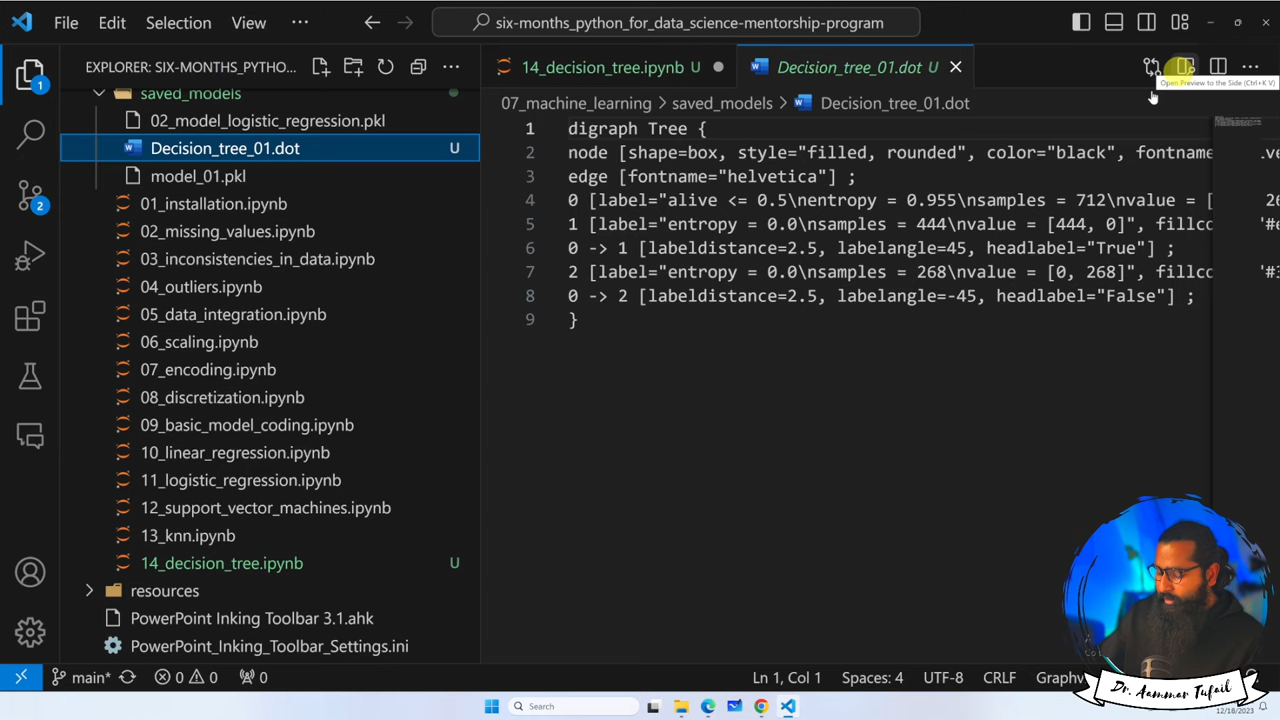 File Edit Selection View ··· six-months_python_for_data_science-mentorship-program
EXPLORER: SIX-MONTHS_PYTHO...
14_decision_tree.ipynb U
Decision_tree_01.dot U
Open Preview to the Side (Ctrl+K V)
07_machine_learning > saved_models > Decision_tree_01.dot
saved_models
02_model_logistic_regression.pkl
Decision_tree_01.dot U
model_01.pkl
01_installation.ipynb
02_missing_values.ipynb
03_inconsistencies_in_data.ipynb
04_outliers.ipynb
05_data_integration.ipynb
06_scaling.ipynb
07_encoding.ipynb
08_discretization.ipynb
09_basic_model_coding.ipynb
10_linear_regression.ipynb
11_logistic_regression.ipynb
12_support_vector_machines.ipynb
13_knn.ipynb
14_decision_tree.ipynb U
resources
PowerPoint Inking Toolbar 3.1.ahk
PowerPoint_Inking_Toolbar_Settings.ini
1 digraph Tree {
2 node [shape=box, style="filled, rounded", color="black", fontname
3 edge [fontname="helvetica"] ;
4 0 [label="alive <= 0.5\nentropy = 0.955\nsamples = 712\nvalue = [
5 1 [label="entropy = 0.0\nsamples = 444\nvalue = [444, 0]", fillco
6 0 -> 1 [labeldistance=2.5, labelangle=45, headlabel="True"] ;
7 2 [label="entropy = 0.0\nsamples = 268\nvalue = [0, 268]", fillco
8 0 -> 2 [labeldistance=2.5, labelangle=-45, headlabel="False"] ;
9 }
1
2
main* 0 0 0 Ln 1, Col 1 Spaces: 4 UTF-8 CRLF Graphv
Dr. Aammar Tufail
Search
12/18/2023